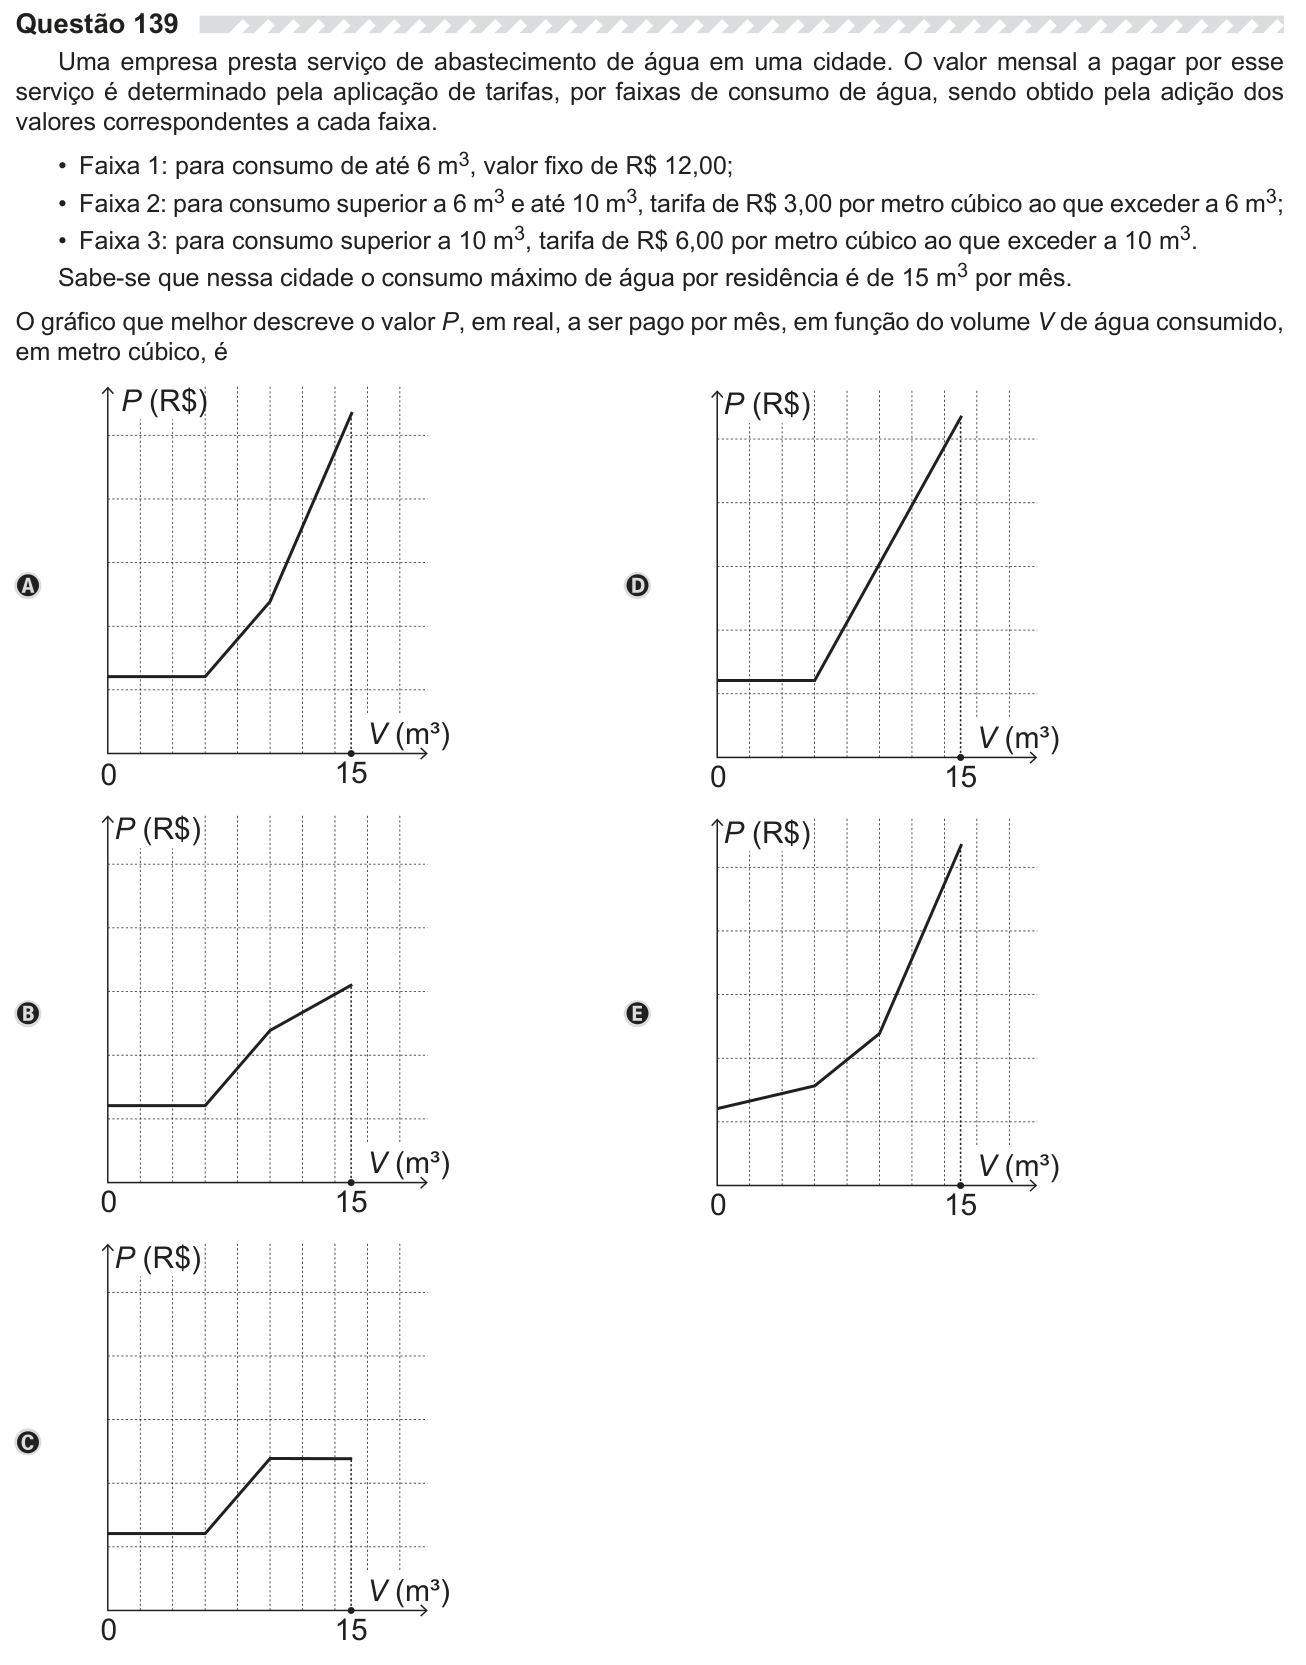 Questão 139
Uma empresa presta serviço de abastecimento de água em uma cidade. O valor mensal a pagar por esse
serviço é determinado pela aplicação de tarifas, por faixas de consumo de água, sendo obtido pela adição dos
valores correspondentes a cada faixa.
• Faixa 1: para consumo de até 6 m³, valor fixo de R$ 12,00;
• Faixa 2: para consumo superior a 6 m³ e até 10 m³, tarifa de R$ 3,00 por metro cúbico ao que exceder a 6 m³;
• Faixa 3: para consumo superior a 10 m³, tarifa de R$ 6,00 por metro cúbico ao que exceder a 10 m³.
Sabe-se que nessa cidade o consumo máximo de água por residência é de 15 m³ por mês.
O gráfico que melhor descreve o valor P, em real, a ser pago por mês, em função do volume V de água consumido,
em metro cúbico, é
A
P (R$)
V (m³)
0
15
B
P (R$)
V (m³)
0
15
C
P (R$)
V (m³)
0
15
D
P (R$)
V (m³)
0
15
E
P (R$)
V (m³)
0
15